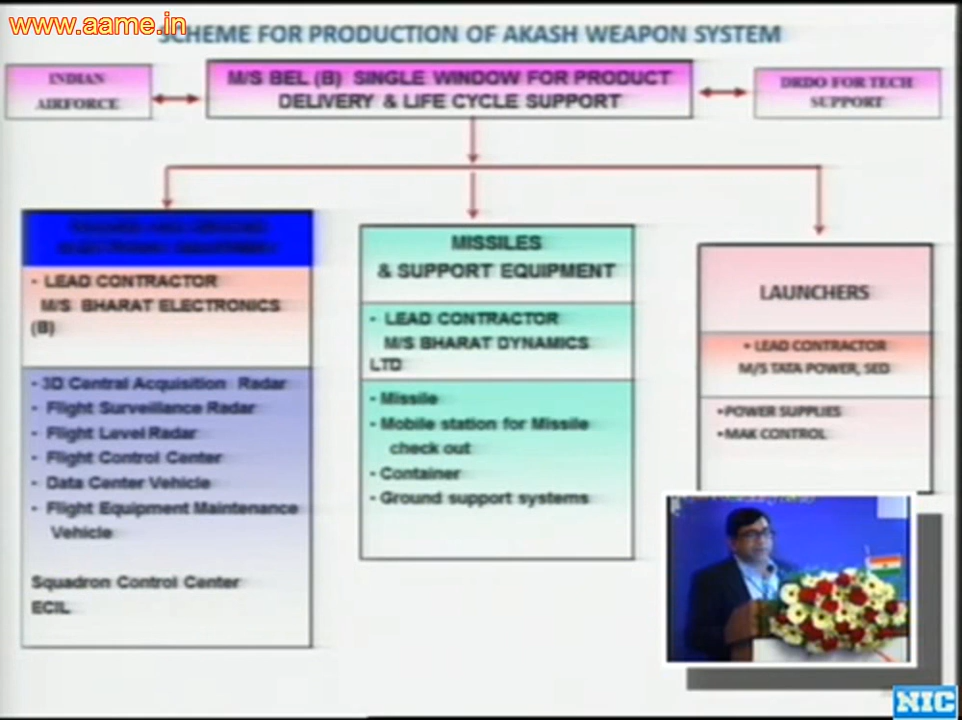 www.aame.in
SCHEME FOR PRODUCTION OF AKASH WEAPON SYSTEM
INDIAN
AIRFORCE
M/S BEL (B) SINGLE WINDOW FOR PRODUCT
DELIVERY & LIFE CYCLE SUPPORT
DRDO FOR TECH
SUPPORT
- LEAD CONTRACTOR
M/S BHARAT ELECTRONICS
(B)
- 3D Central Acquisition Radar
- Flight Surveillance Radar
- Flight Level Radar
- Flight Control Center
- Data Center Vehicle
- Flight Equipment Maintenance
Vehicle
Squadron Control Center
ECIL
MISSILES
& SUPPORT EQUIPMENT
- LEAD CONTRACTOR
M/S BHARAT DYNAMICS
LTD
- Missile
- Mobile station for Missile
check out
- Container
- Ground support systems
LAUNCHERS
• LEAD CONTRACTOR
M/S TATA POWER, SED
•POWER SUPPLIES
•MAK CONTROL
NIC